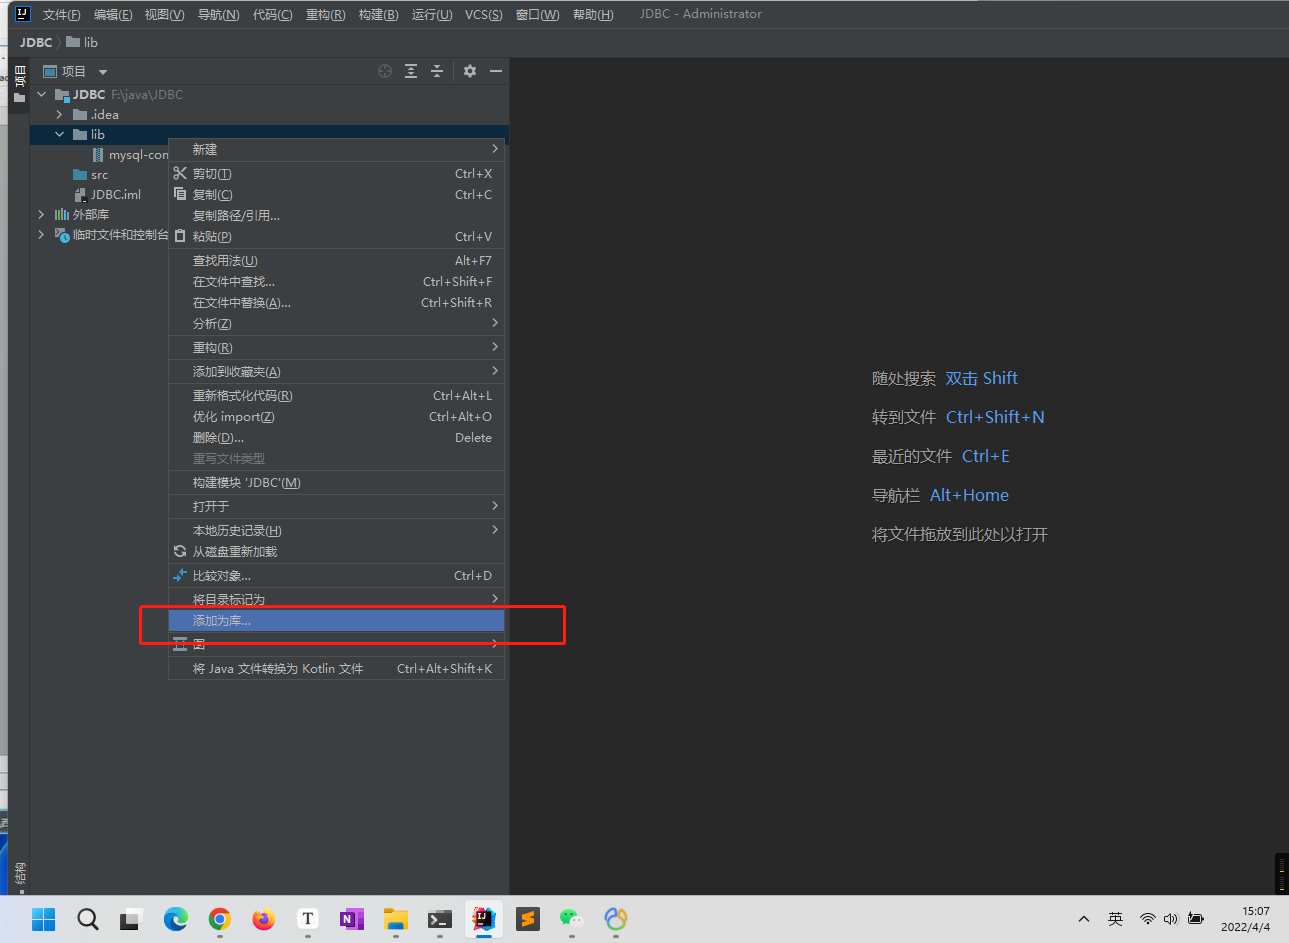 文件(F) 编辑(E) 视图(V) 导航(N) 代码(C) 重构(R) 构建(B) 运行(U) VCS(S) 窗口(W) 帮助(H) JDBC - Administrator
JDBC lib
项目
项目
JDBC F:\java\JDBC
.idea
lib
mysql-con
src
JDBC.iml
外部库
临时文件和控制台
新建
剪切(T) Ctrl+X
复制(C) Ctrl+C
复制路径/引用...
粘贴(P) Ctrl+V
查找用法(U) Alt+F7
在文件中查找... Ctrl+Shift+F
在文件中替换(A)... Ctrl+Shift+R
分析(Z)
重构(R)
添加到收藏夹(A)
重新格式化代码(R) Ctrl+Alt+L
优化 import(Z) Ctrl+Alt+O
删除(D)... Delete
重写文件类型
构建模块 'JDBC'(M)
打开于
本地历史记录(H)
从磁盘重新加载
比较对象... Ctrl+D
将目录标记为
添加为库...
图
将 Java 文件转换为 Kotlin 文件 Ctrl+Alt+Shift+K
随处搜索 双击 Shift
转到文件 Ctrl+Shift+N
最近的文件 Ctrl+E
导航栏 Alt+Home
将文件拖放到此处以打开
结构
英
15:07
2022/4/4